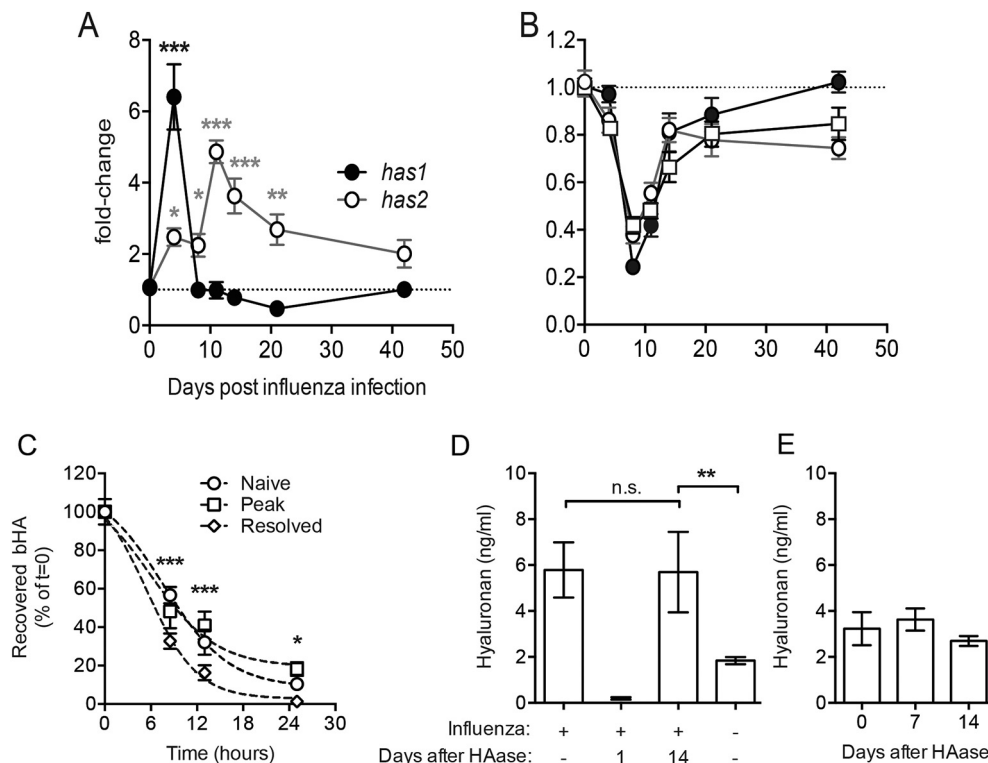 A
8
6
4
2
0
fold-change
***
*
*
***
***
**
has1
has2
0 10 20 30 40 50
Days post influenza infection
B
1.2
1.0
0.8
0.6
0.4
0.2
0.0
0 10 20 30 40 50
C
120
100
80
60
40
20
0
Recovered bHA
(% of t=0)
Naive
Peak
Resolved
***
***
*
0 6 12 18 24 30
Time (hours)
D
10
8
6
4
2
0
Hyaluronan (ng/ml)
n.s.
**
Influenza: + + + -
Days after HAase: - 1 14 -
E
10
8
6
4
2
0
Hyaluronan (ng/ml)
0 7 14
Days after HAase